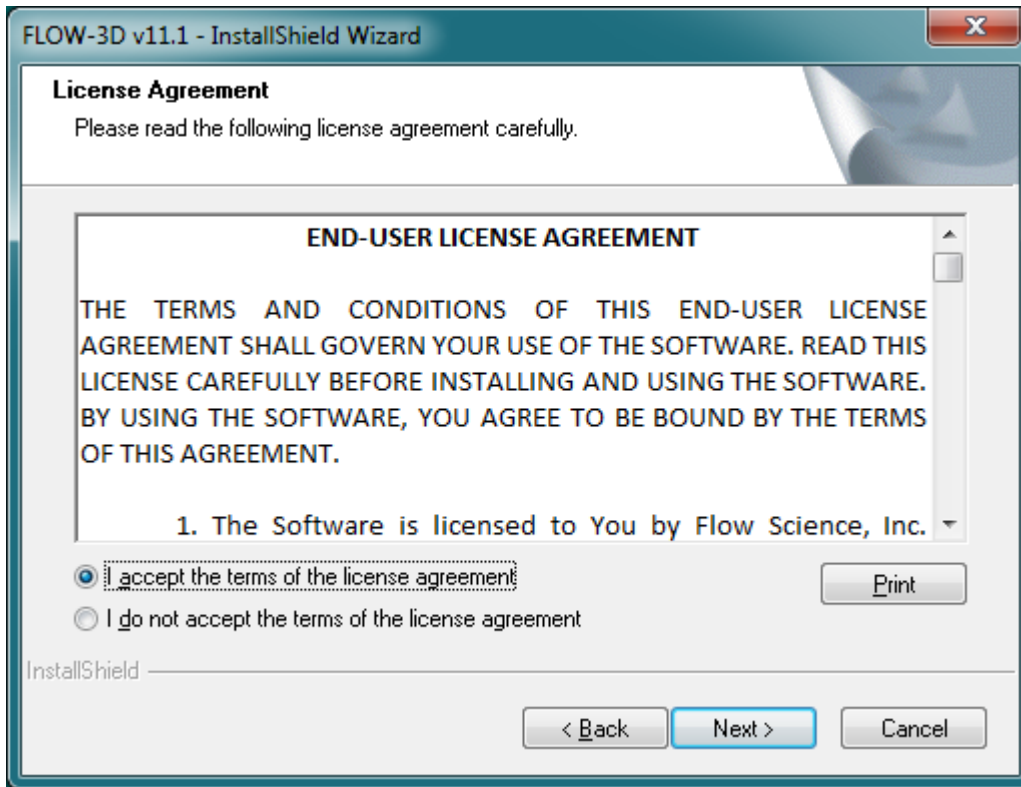 FLOW-3D v11.1 - InstallShield Wizard
License Agreement
Please read the following license agreement carefully.
END-USER LICENSE AGREEMENT
THE TERMS AND CONDITIONS OF THIS END-USER LICENSE
AGREEMENT SHALL GOVERN YOUR USE OF THE SOFTWARE. READ THIS
LICENSE CAREFULLY BEFORE INSTALLING AND USING THE SOFTWARE.
BY USING THE SOFTWARE, YOU AGREE TO BE BOUND BY THE TERMS
OF THIS AGREEMENT.
1. The Software is licensed to You by Flow Science, Inc.
I accept the terms of the license agreement
Print
I do not accept the terms of the license agreement
InstallShield
< Back Next > Cancel